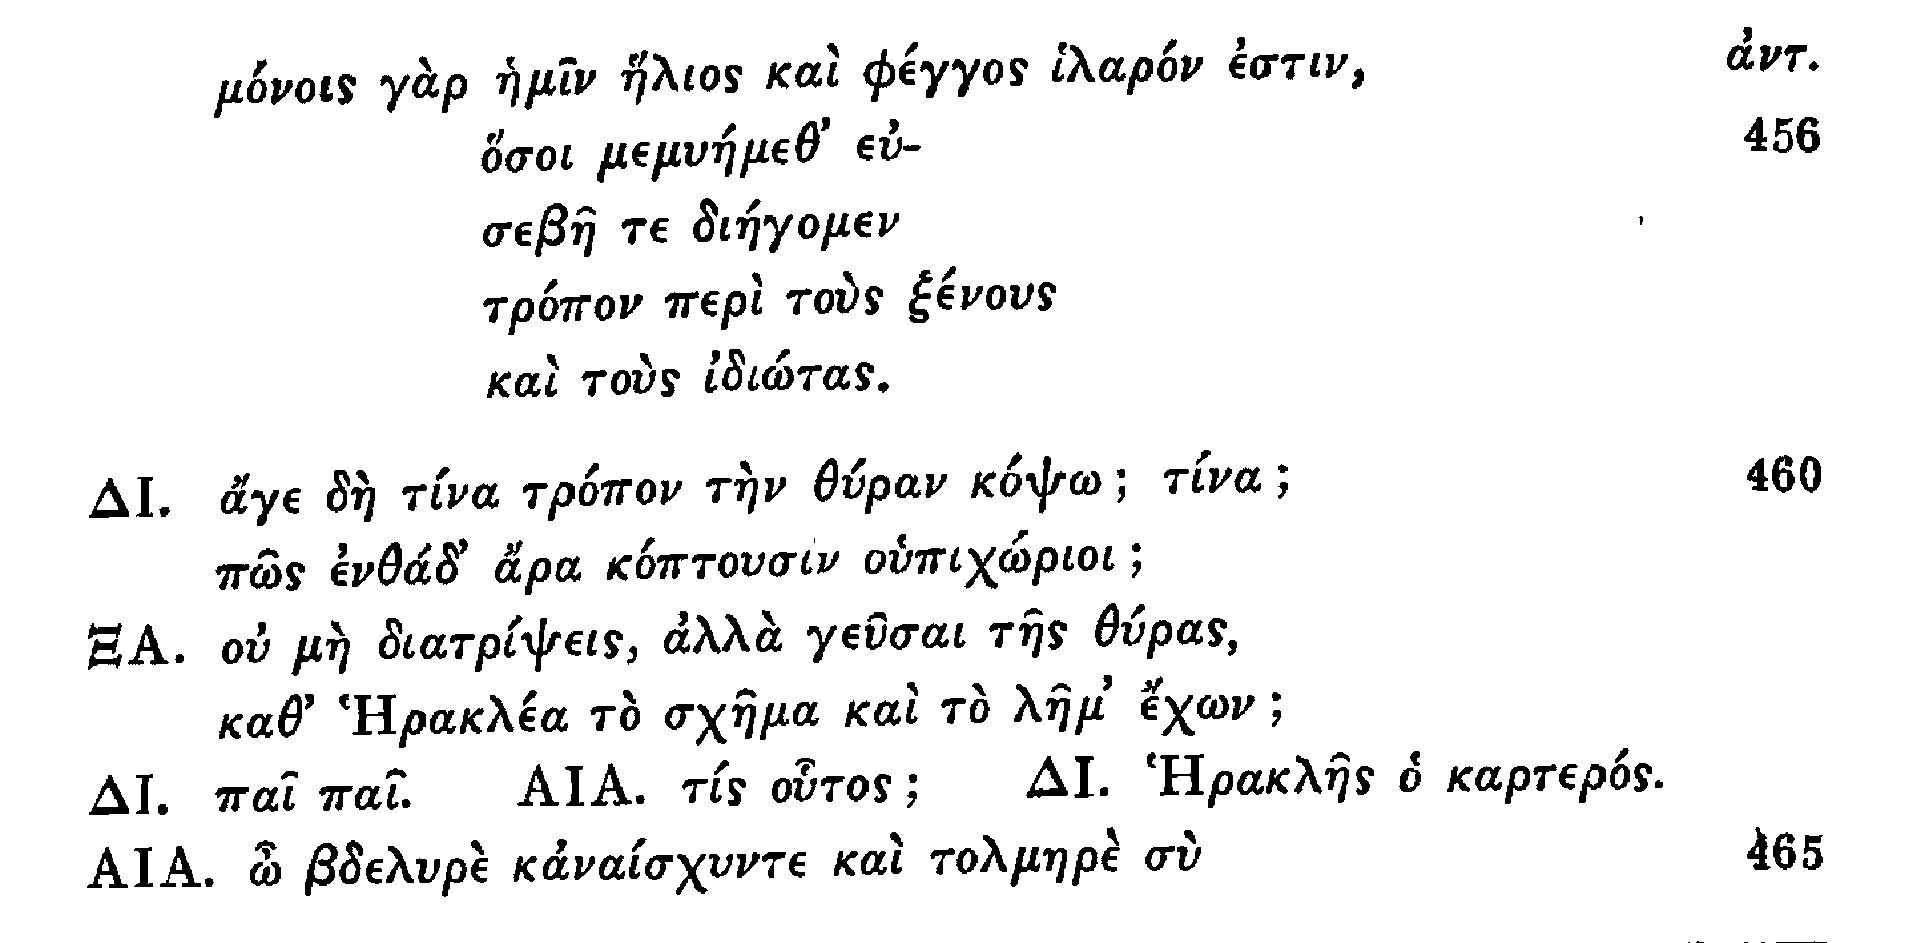 μόνοις γὰρ ἡμῖν ἥλιος καὶ φέγγος ἱλαρόν ἐστιν, ἀντ.
ὅσοι μεμυήμεθ’ εὐ- 456
σεβῆ τε διήγομεν
τρόπον περὶ τοὺς ξένους
καὶ τοὺς ἰδιώτας.
ΔΙ. ἄγε δὴ τίνα τρόπον τὴν θύραν κόψω; τίνα; 460
πῶς ἐνθάδ’ ἄρα κόπτουσιν οὑπιχώριοι;
ΞΑ. οὐ μὴ διατρίψεις, ἀλλὰ γεῦσαι τῆς θύρας,
καθ’ Ἡρακλέα τὸ σχῆμα καὶ τὸ λῆμ’ ἔχων;
ΔΙ. παῖ παῖ. ΑΙΑ. τίς οὗτος; ΔΙ. Ἡρακλῆς ὁ καρτερός.
ΑΙΑ. ὦ βδελυρὲ κἀναίσχυντε καὶ τολμηρὲ σὺ 465